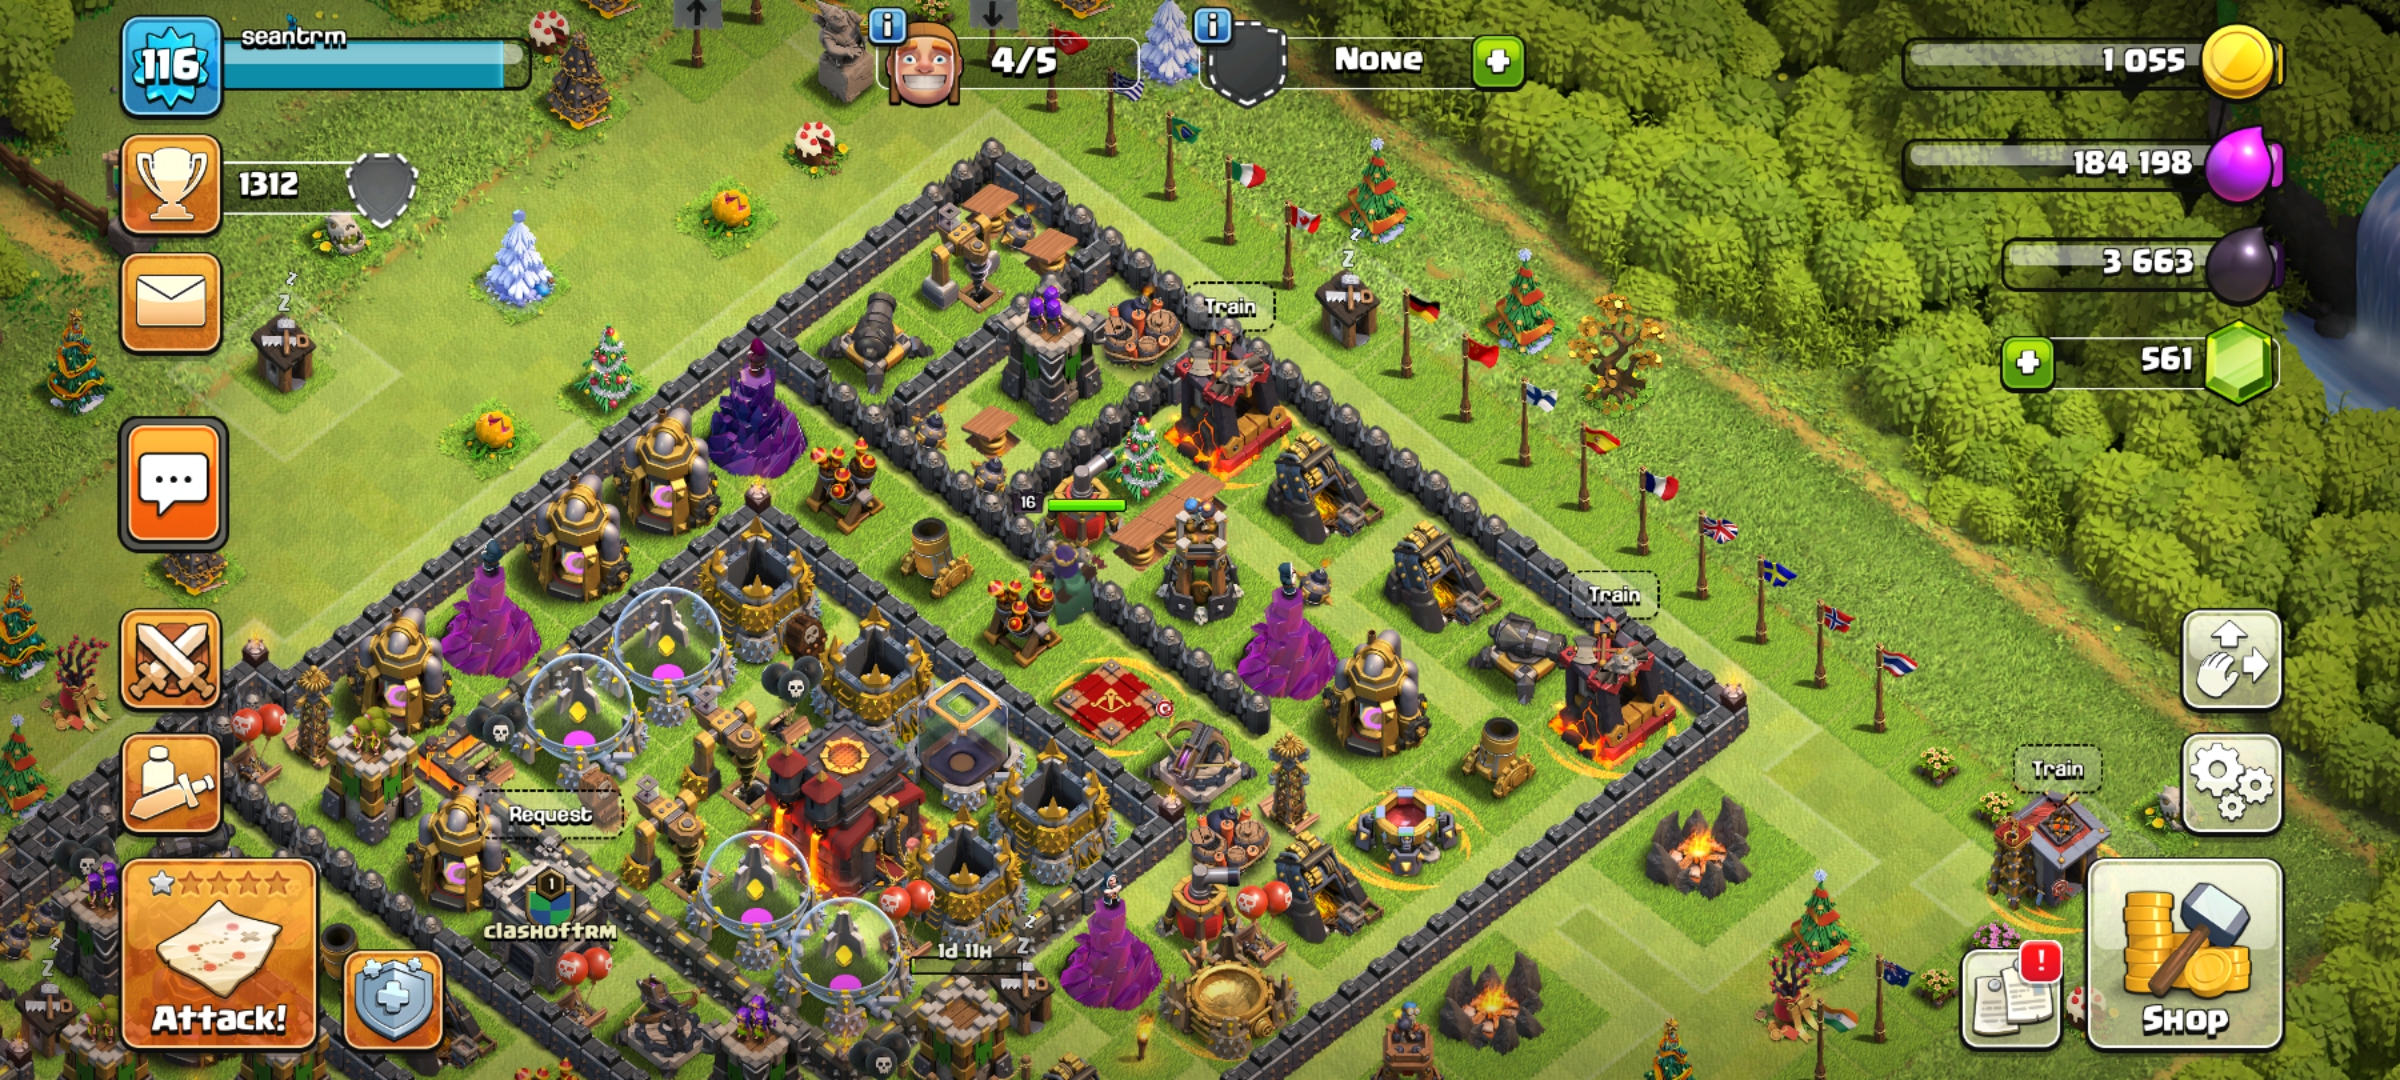 116
seantrm
4/5
None
1 055
1312
184 198
3 663
561
Train
16
Train
Train
Request
1
clashoftrm
1d 11h
Attack!
Shop